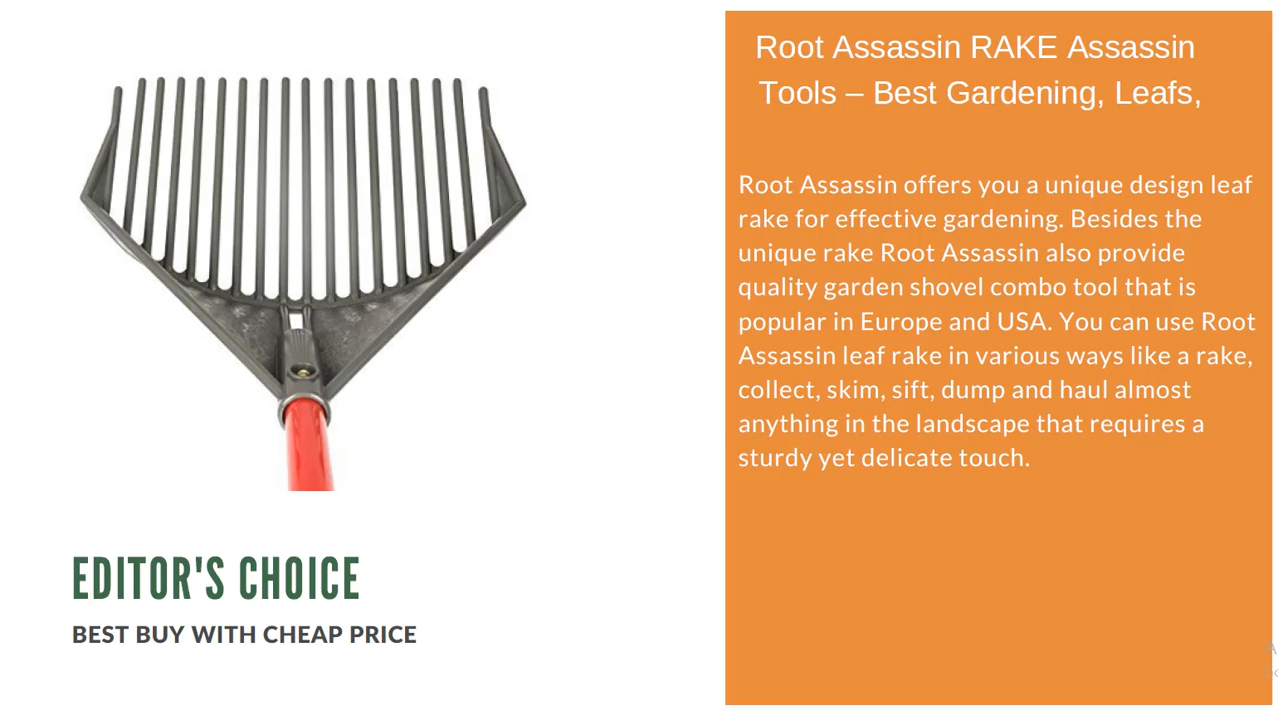 Root Assassin RAKE Assassin
Tools – Best Gardening, Leafs,
Root Assassin offers you a unique design leaf
rake for effective gardening. Besides the
unique rake Root Assassin also provide
quality garden shovel combo tool that is
popular in Europe and USA. You can use Root
Assassin leaf rake in various ways like a rake,
collect, skim, sift, dump and haul almost
anything in the landscape that requires a
sturdy yet delicate touch.
EDITOR'S CHOICE
BEST BUY WITH CHEAP PRICE